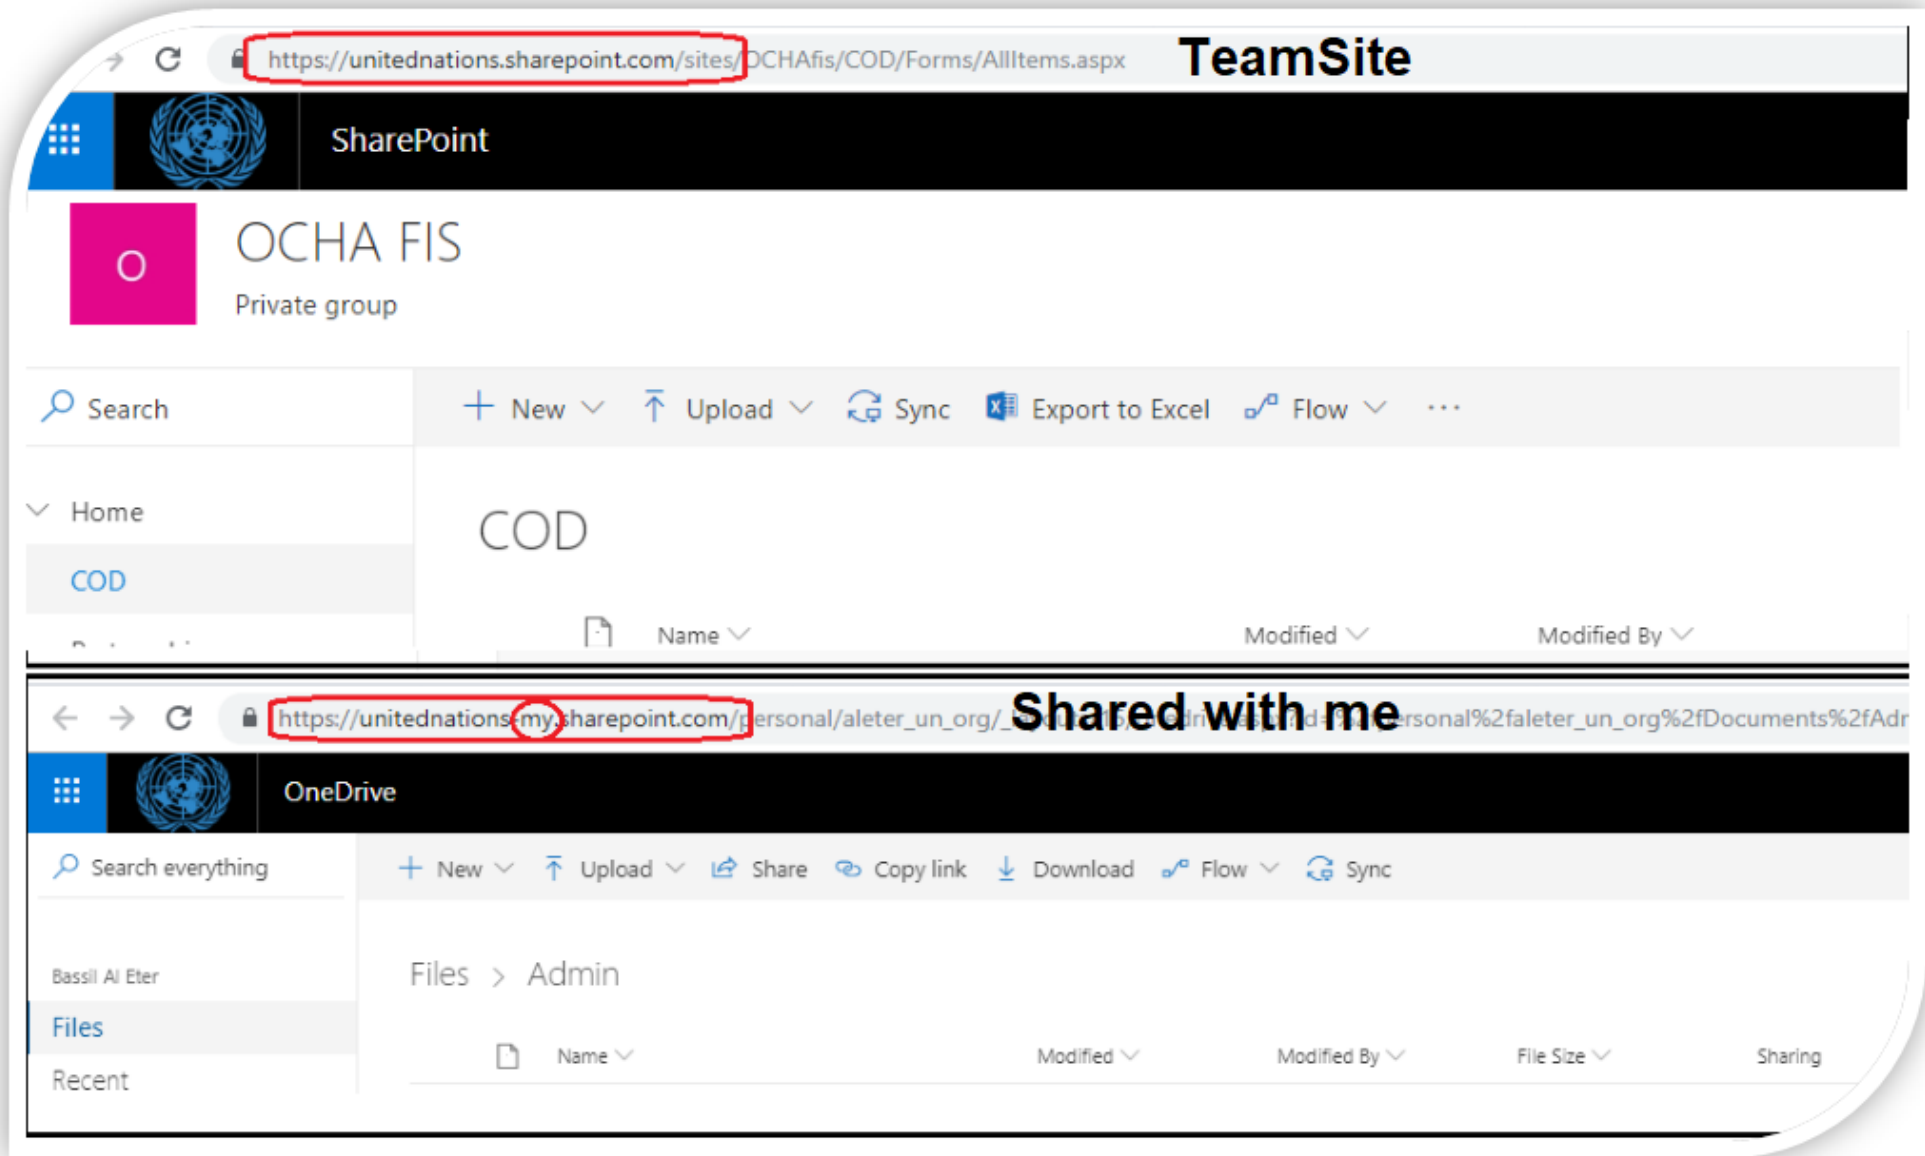 https://unitednations.sharepoint.com/sites/OCHAfis/COD/Forms/AllItems.aspx TeamSite
SharePoint
O
OCHA FIS
Private group
Search
+ New Upload Sync Export to Excel Flow ...
Home
COD
COD
Name Modified Modified By
https://unitednations-my.sharepoint.com/personal/aleter_un_org/ Shared with me personal%2faleter_un_org%2fDocuments%2fAdr
OneDrive
Search everything
+ New Upload Share Copy link Download Flow Sync
Bassil Al Eter
Files > Admin
Files
Name Modified Modified By File Size Sharing
Recent